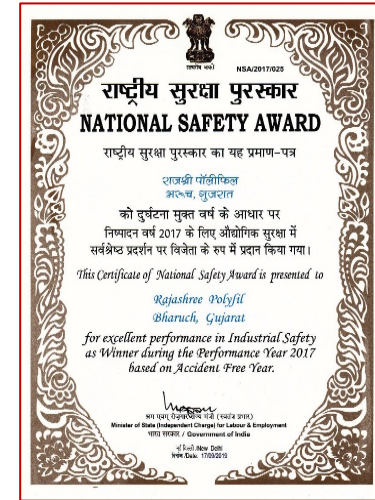 NSA/2017/025
राष्ट्रीय सुरक्षा पुरस्कार
NATIONAL SAFETY AWARD
राष्ट्रीय सुरक्षा पुरस्कार का यह प्रमाण-पत्र
राजश्री पॉलीफिल
भरूच, गुजरात
को दुर्घटना मुक्त वर्ष के आधार पर
निष्पादन वर्ष 2017 के लिए औद्योगिक सुरक्षा में
सर्वश्रेष्ठ प्रदर्शन पर विजेता के रुप में प्रदान किया गया।
This Certificate of National Safety Award is presented to
Rajashree Polyfil
Bharuch, Gujarat
for excellent performance in Industrial Safety
as Winner during the Performance Year 2017
based on Accident Free Year.
श्रम एवम् रोज़गार मंत्री (स्वतंत्र प्रभार)
Minister of State (Independent Charge) for Labour & Employment
भारत सरकार / Government of India
नई दिल्ली /New Delhi
दिनांक /Date: 17/09/2019